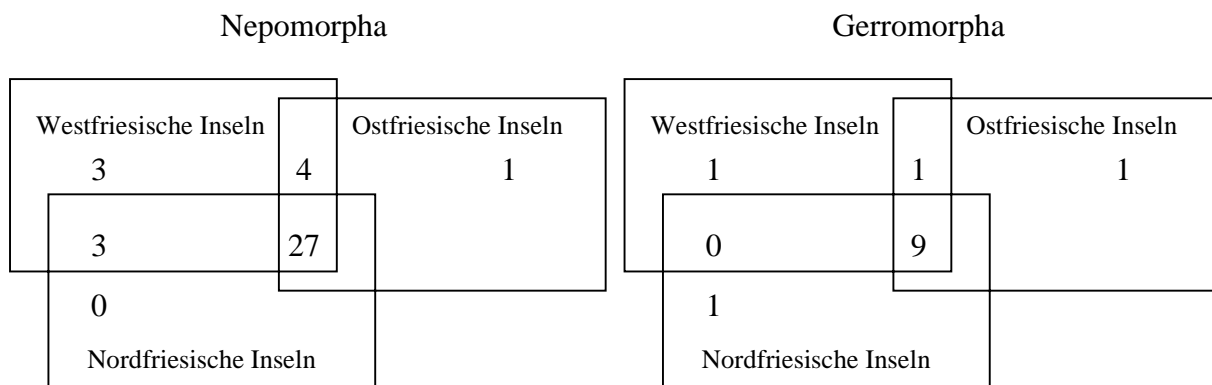 Nepomorpha Gerromorpha
Westfriesische Inseln Ostfriesische Inseln Westfriesische Inseln Ostfriesische Inseln
3 4 1 1 1 1
3 27 0 9
0 1
Nordfriesische Inseln Nordfriesische Inseln